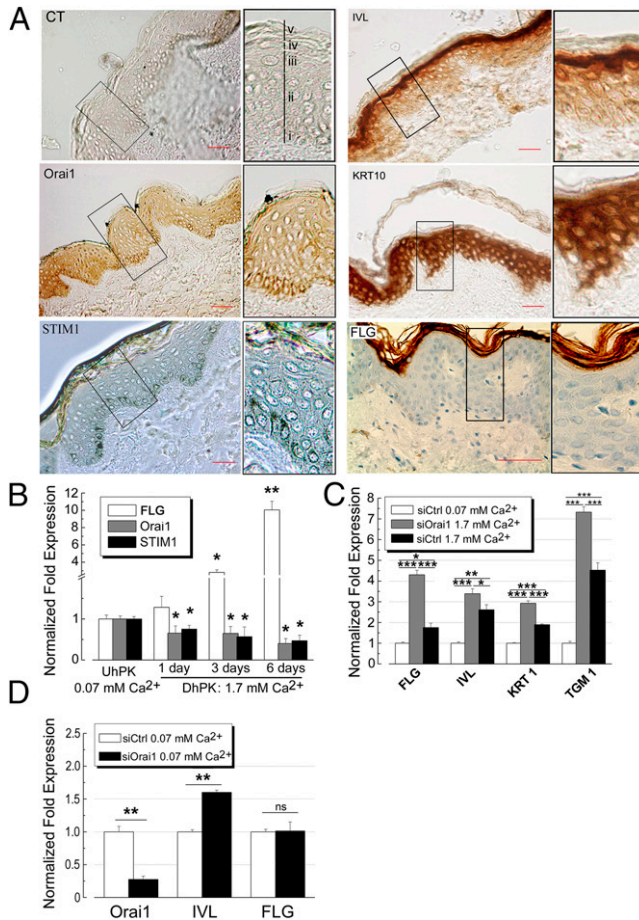 A
CT
v.
iv
iii
ii
i
IVL
Orai1
KRT10
STIM1
FLG
B
Normalized Fold Expression
12
10
8
6
4
1
0
FLG
Orai1
STIM1
*
*
*
*
*
*
**
*
*
UhPK
0.07 mM Ca2+
1 day
3 days
6 days
DhPK: 1.7 mM Ca2+
C
Normalized Fold Expression
8
7
6
5
4
3
2
1
0
siCtrl 0.07 mM Ca2+
siOrai1 1.7 mM Ca2+
siCtrl 1.7 mM Ca2+
*
*** ***
**
*** *
***
*** ***
***
*** ***
FLG
IVL
KRT 1
TGM 1
D
Normalized Fold Expression
2.5
2.0
1.5
1.0
0.5
0
siCtrl 0.07 mM Ca2+
siOrai1 0.07 mM Ca2+
**
**
ns
Orai1
IVL
FLG